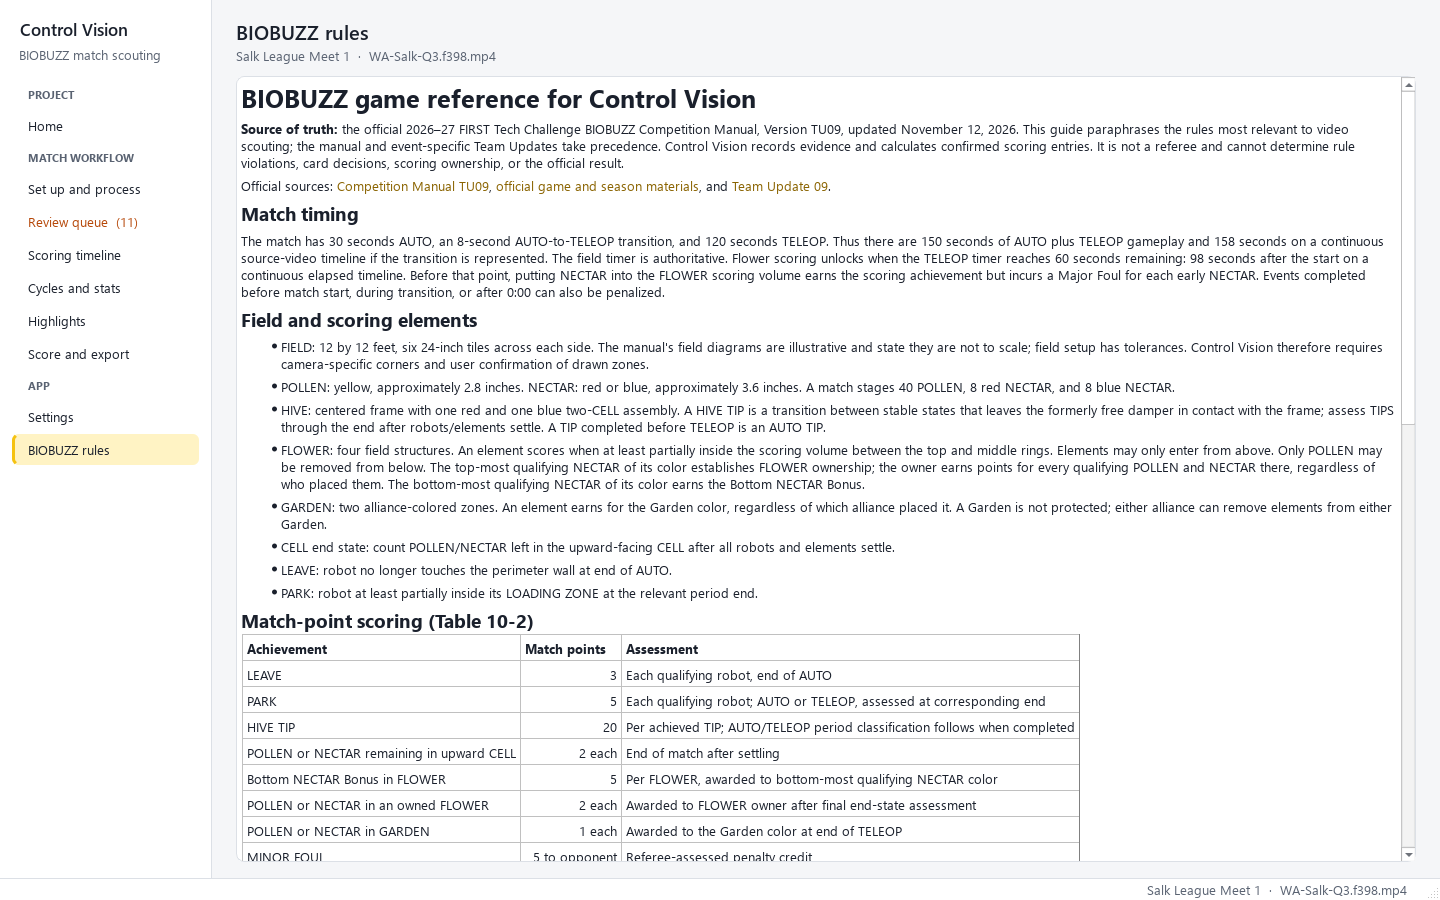 Control Vision
BIOBUZZ match scouting
PROJECT
Home
MATCH WORKFLOW
Set up and process
Review queue (11)
Scoring timeline
Cycles and stats
Highlights
Score and export
APP
Settings
BIOBUZZ rules
BIOBUZZ rules
Salk League Meet 1 · WA-Salk-Q3.f398.mp4
BIOBUZZ game reference for Control Vision
Source of truth: the official 2026–27 FIRST Tech Challenge BIOBUZZ Competition Manual, Version TU09, updated November 12, 2026. This guide paraphrases the rules most relevant to video
scouting; the manual and event-specific Team Updates take precedence. Control Vision records evidence and calculates confirmed scoring entries. It is not a referee and cannot determine rule
violations, card decisions, scoring ownership, or the official result.
Official sources: Competition Manual TU09, official game and season materials, and Team Update 09.
Match timing
The match has 30 seconds AUTO, an 8-second AUTO-to-TELEOP transition, and 120 seconds TELEOP. Thus there are 150 seconds of AUTO plus TELEOP gameplay and 158 seconds on a continuous
source-video timeline if the transition is represented. The field timer is authoritative. Flower scoring unlocks when the TELEOP timer reaches 60 seconds remaining: 98 seconds after the start on a
continuous elapsed timeline. Before that point, putting NECTAR into the FLOWER scoring volume earns the scoring achievement but incurs a Major Foul for each early NECTAR. Events completed
before match start, during transition, or after 0:00 can also be penalized.
Field and scoring elements
• FIELD: 12 by 12 feet, six 24-inch tiles across each side. The manual's field diagrams are illustrative and state they are not to scale; field setup has tolerances. Control Vision therefore requires
camera-specific corners and user confirmation of drawn zones.
• POLLEN: yellow, approximately 2.8 inches. NECTAR: red or blue, approximately 3.6 inches. A match stages 40 POLLEN, 8 red NECTAR, and 8 blue NECTAR.
• HIVE: centered frame with one red and one blue two-CELL assembly. A HIVE TIP is a transition between stable states that leaves the formerly free damper in contact with the frame; assess TIPS
through the end after robots/elements settle. A TIP completed before TELEOP is an AUTO TIP.
• FLOWER: four field structures. An element scores when at least partially inside the scoring volume between the top and middle rings. Elements may only enter from above. Only POLLEN may
be removed from below. The top-most qualifying NECTAR of its color establishes FLOWER ownership; the owner earns points for every qualifying POLLEN and NECTAR there, regardless of
who placed them. The bottom-most qualifying NECTAR of its color earns the Bottom NECTAR Bonus.
• GARDEN: two alliance-colored zones. An element earns for the Garden color, regardless of which alliance placed it. A Garden is not protected; either alliance can remove elements from either
Garden.
• CELL end state: count POLLEN/NECTAR left in the upward-facing CELL after all robots and elements settle.
• LEAVE: robot no longer touches the perimeter wall at end of AUTO.
• PARK: robot at least partially inside its LOADING ZONE at the relevant period end.
Match-point scoring (Table 10-2)
Achievement Match points Assessment
LEAVE 3 Each qualifying robot, end of AUTO
PARK 5 Each qualifying robot; AUTO or TELEOP, assessed at corresponding end
HIVE TIP 20 Per achieved TIP; AUTO/TELEOP period classification follows when completed
POLLEN or NECTAR remaining in upward CELL 2 each End of match after settling
Bottom NECTAR Bonus in FLOWER 5 Per FLOWER, awarded to bottom-most qualifying NECTAR color
POLLEN or NECTAR in an owned FLOWER 2 each Awarded to FLOWER owner after final end-state assessment
POLLEN or NECTAR in GARDEN 1 each Awarded to the Garden color at end of TELEOP
MINOR FOUL 5 to opponent Referee-assessed penalty credit
Salk League Meet 1 · WA-Salk-Q3.f398.mp4